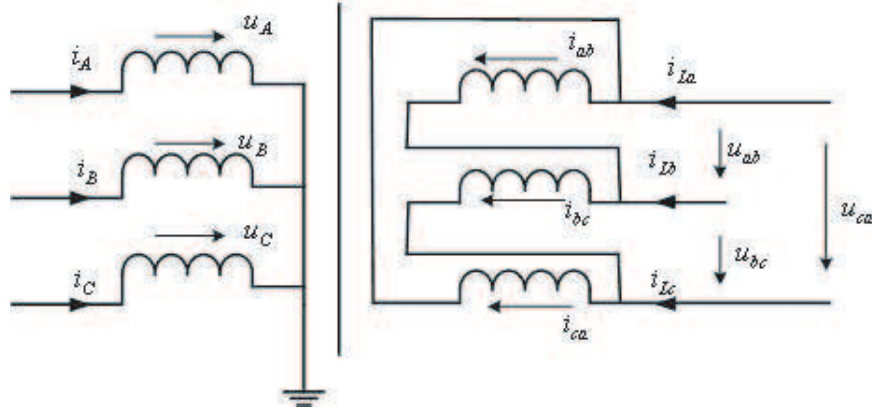 u_A
i_A
u_B
i_B
u_C
i_C
i_ab
i_La
u_ab
i_Lb
i_bc
u_ca
u_bc
i_Lc
i_ca